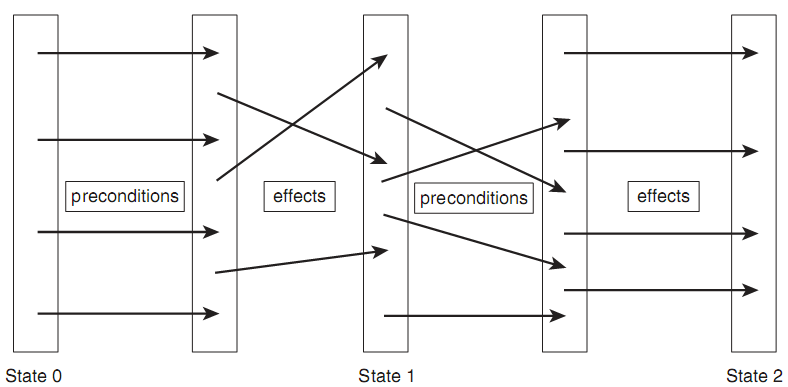 preconditions
effects
preconditions
effects
State 0
State 1
State 2